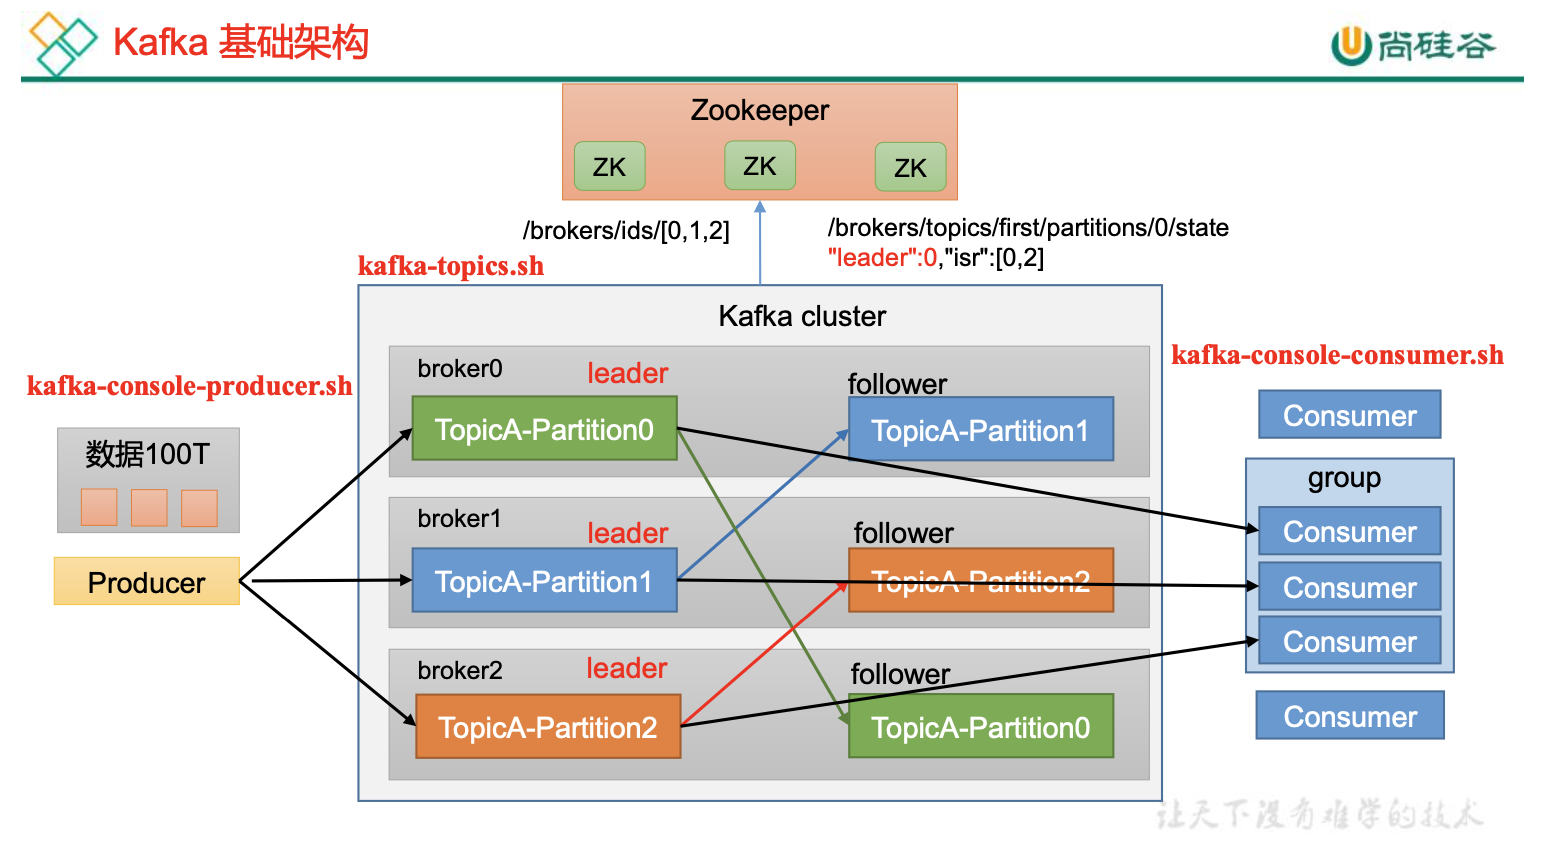 Kafka 基础架构
尚硅谷
Zookeeper
ZK
ZK
ZK
/brokers/ids/[0,1,2]
/brokers/topics/first/partitions/0/state
"leader":0,"isr":[0,2]
kafka-topics.sh
Kafka cluster
kafka-console-producer.sh
数据100T
Producer
broker0
leader
follower
TopicA-Partition0
TopicA-Partition1
broker1
leader
follower
TopicA-Partition1
TopicA-Partition2
broker2
leader
follower
TopicA-Partition2
TopicA-Partition0
kafka-console-consumer.sh
Consumer
group
Consumer
Consumer
Consumer
Consumer
让天下没有难学的技术